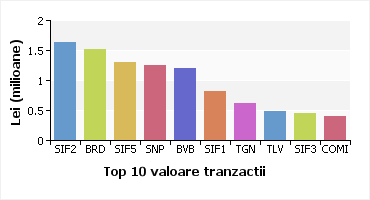 2
1.5
1
0.5
0
Lei (milioane)
SIF2 BRD SIF5 SNP BVB SIF1 TGN TLV SIF3 COMI
Top 10 valoare tranzactii